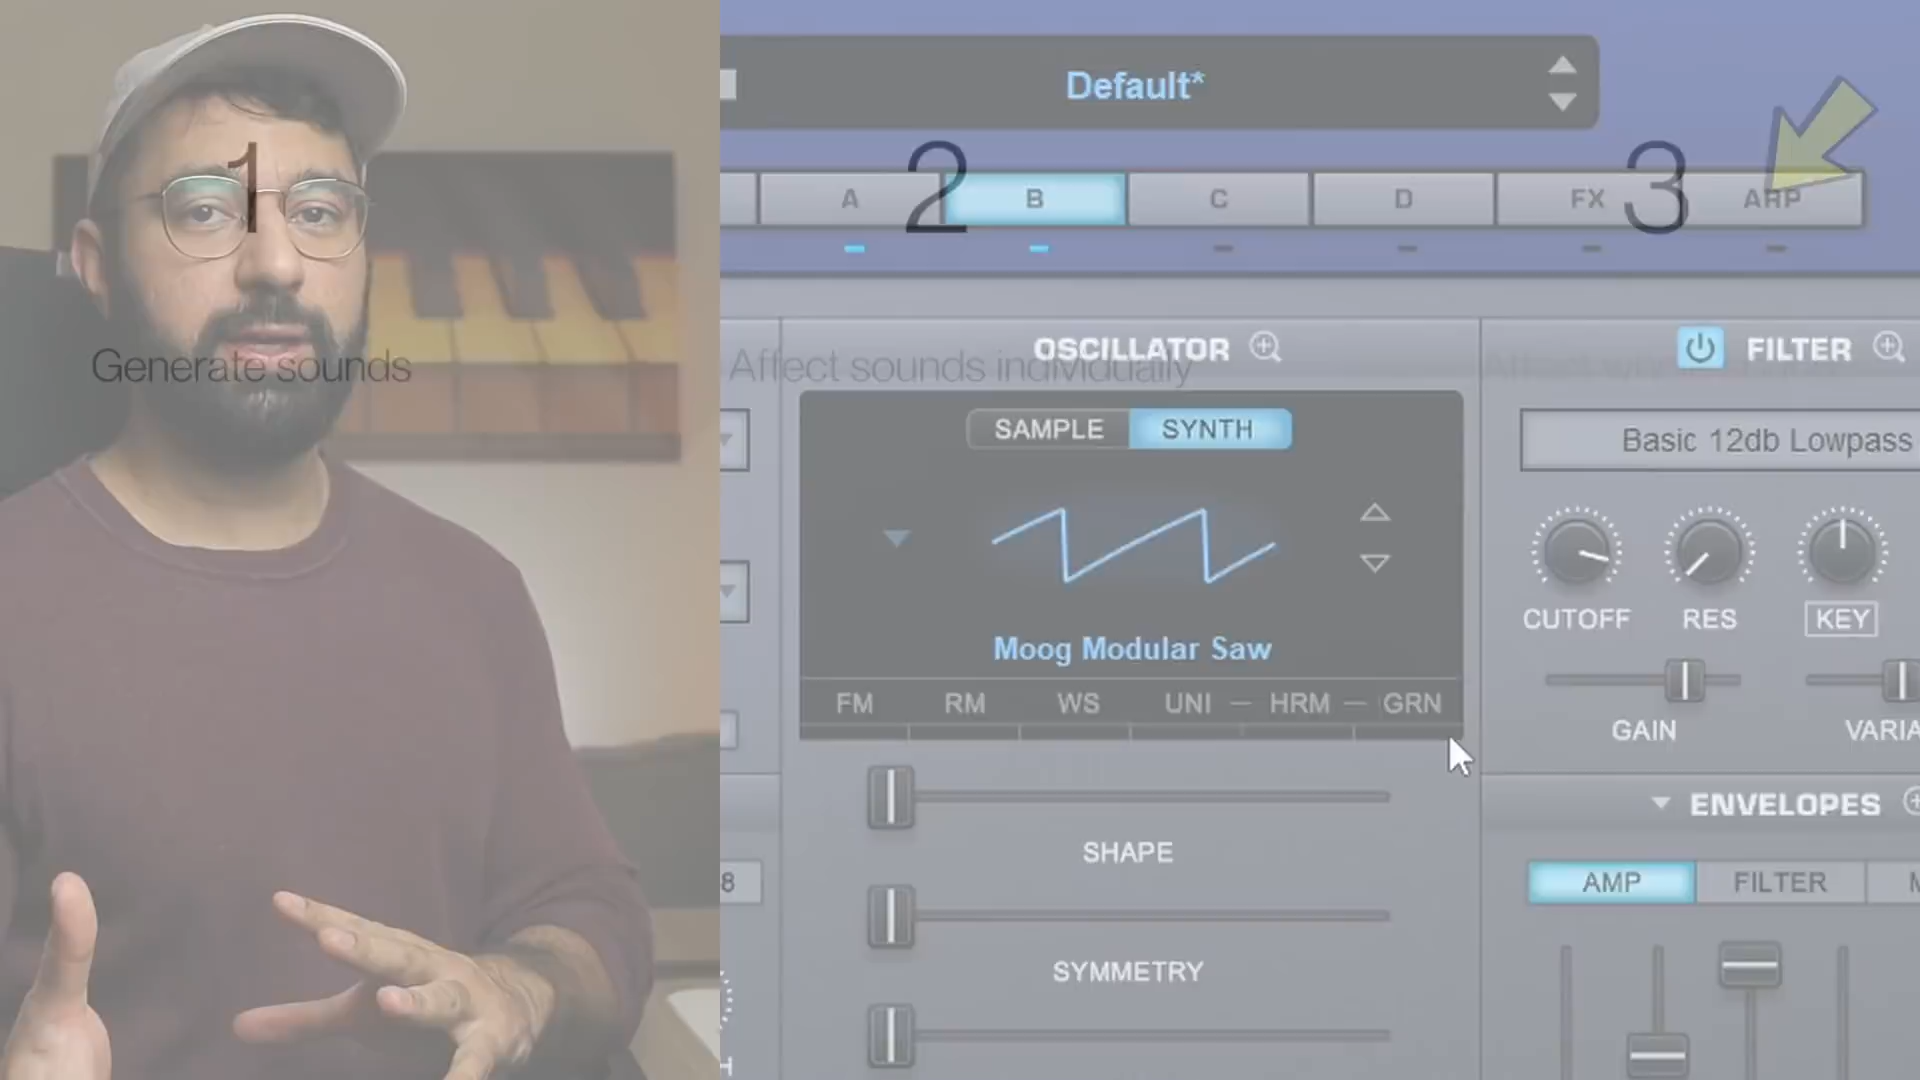 Default*
1
2
3
A
B
C
D
FX
ARP
Generate sounds
Affect sounds individually
OSCILLATOR
FILTER
SAMPLE
SYNTH
Basic 12db Lowpass
CUTOFF
RES
KEY
Moog Modular Saw
FM
RM
WS
UNI
HRM
GRN
GAIN
VARIA
ENVELOPES
SHAPE
8
AMP
FILTER
SYMMETRY